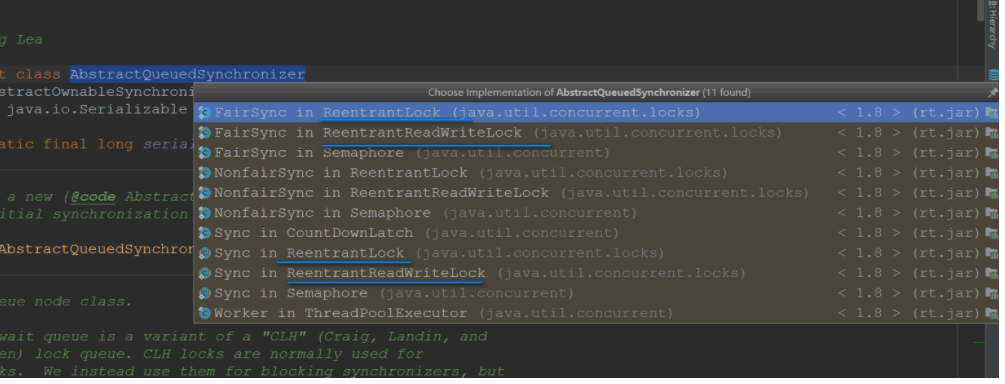 g Lea
t class AbstractQueuedSynchronizer
stractOwnableSynchroni
java.io.Serializable
atic final long serial
a new {@code Abstract
nitial synchronization
AbstractQueuedSynchron
eue node class.
wait queue is a variant of a "CLH" (Craig, Landin, and
en) lock queue. CLH locks are normally used for
ks.  We instead use them for blocking synchronizers, but
Choose Implementation of AbstractQueuedSynchronizer (11 found)
FairSync in ReentrantLock (java.util.concurrent.locks) < 1.8 > (rt.jar)
FairSync in ReentrantReadWriteLock (java.util.concurrent.locks) < 1.8 > (rt.jar)
FairSync in Semaphore (java.util.concurrent) < 1.8 > (rt.jar)
NonfairSync in ReentrantLock (java.util.concurrent.locks) < 1.8 > (rt.jar)
NonfairSync in ReentrantReadWriteLock (java.util.concurrent.locks) < 1.8 > (rt.jar)
NonfairSync in Semaphore (java.util.concurrent) < 1.8 > (rt.jar)
Sync in CountDownLatch (java.util.concurrent) < 1.8 > (rt.jar)
Sync in ReentrantLock (java.util.concurrent.locks) < 1.8 > (rt.jar)
Sync in ReentrantReadWriteLock (java.util.concurrent.locks) < 1.8 > (rt.jar)
Sync in Semaphore (java.util.concurrent) < 1.8 > (rt.jar)
Worker in ThreadPoolExecutor (java.util.concurrent) < 1.8 > (rt.jar)
8: Hierarchy